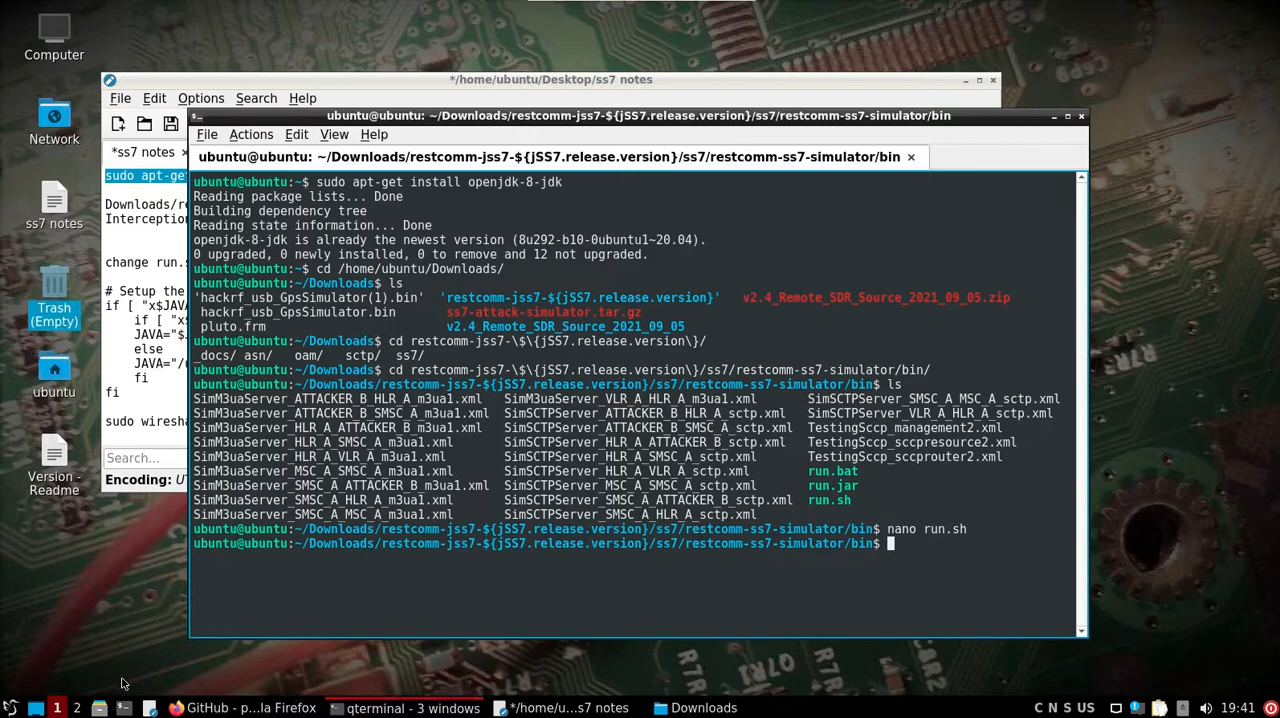 Computer
Network
ss7 notes
Trash
(Empty)
ubuntu
Version -
Readme
*/home/ubuntu/Desktop/ss7 notes
File Edit Options Search Help
*ss7 notes
sudo apt-get
Downloads/re
Interception
change run.s
# Setup the
if [ "x$JAVA
if [ "x$
JAVA="$J
else
JAVA="/u
fi
fi
sudo wiresha
Search...
Encoding: U
ubuntu@ubuntu: ~/Downloads/restcomm-jss7-${jSS7.release.version}/ss7/restcomm-ss7-simulator/bin
File Actions Edit View Help
ubuntu@ubuntu: ~/Downloads/restcomm-jss7-${jSS7.release.version}/ss7/restcomm-ss7-simulator/bin
ubuntu@ubuntu:~$ sudo apt-get install openjdk-8-jdk
Reading package lists... Done
Building dependency tree
Reading state information... Done
openjdk-8-jdk is already the newest version (8u292-b10-0ubuntu1~20.04).
0 upgraded, 0 newly installed, 0 to remove and 12 not upgraded.
ubuntu@ubuntu:~$ cd /home/ubuntu/Downloads/
ubuntu@ubuntu:~/Downloads$ ls
'hackrf_usb_GpsSimulator(1).bin' 'restcomm-jss7-${jSS7.release.version}' v2.4_Remote_SDR_Source_2021_09_05.zip
hackrf_usb_GpsSimulator.bin ss7-attack-simulator.tar.gz
pluto.frm v2.4_Remote_SDR_Source_2021_09_05
ubuntu@ubuntu:~/Downloads$ cd restcomm-jss7-\$\{jSS7.release.version\}/
_docs/ asn/ oam/ sctp/ ss7/
ubuntu@ubuntu:~/Downloads$ cd restcomm-jss7-\$\{jSS7.release.version\}/ss7/restcomm-ss7-simulator/bin/
ubuntu@ubuntu:~/Downloads/restcomm-jss7-${jSS7.release.version}/ss7/restcomm-ss7-simulator/bin$ ls
SimM3uaServer_ATTACKER_B_HLR_A_m3ua1.xml SimM3uaServer_VLR_A_HLR_A_m3ua1.xml SimSCTPServer_SMSC_A_MSC_A_sctp.xml
SimM3uaServer_ATTACKER_B_SMSC_A_m3ua1.xml SimSCTPServer_ATTACKER_B_HLR_A_sctp.xml SimSCTPServer_VLR_A_HLR_A_sctp.xml
SimM3uaServer_HLR_A_ATTACKER_B_m3ua1.xml SimSCTPServer_ATTACKER_B_SMSC_A_sctp.xml TestingSccp_management2.xml
SimM3uaServer_HLR_A_SMSC_A_m3ua1.xml SimSCTPServer_HLR_A_ATTACKER_B_sctp.xml TestingSccp_sccpresource2.xml
SimM3uaServer_HLR_A_VLR_A_m3ua1.xml SimSCTPServer_HLR_A_SMSC_A_sctp.xml TestingSccp_sccprouter2.xml
SimM3uaServer_MSC_A_SMSC_A_m3ua1.xml SimSCTPServer_HLR_A_VLR_A_sctp.xml run.bat
SimM3uaServer_SMSC_A_ATTACKER_B_m3ua1.xml SimSCTPServer_MSC_A_SMSC_A_sctp.xml run.jar
SimM3uaServer_SMSC_A_HLR_A_m3ua1.xml SimSCTPServer_SMSC_A_ATTACKER_B_sctp.xml run.sh
SimM3uaServer_SMSC_A_MSC_A_m3ua1.xml SimSCTPServer_SMSC_A_HLR_A_sctp.xml
ubuntu@ubuntu:~/Downloads/restcomm-jss7-${jSS7.release.version}/ss7/restcomm-ss7-simulator/bin$ nano run.sh
ubuntu@ubuntu:~/Downloads/restcomm-jss7-${jSS7.release.version}/ss7/restcomm-ss7-simulator/bin$
1 2 GitHub - p...la Firefox qterminal - 3 windows */home/u...s7 notes Downloads C N S US 19:41